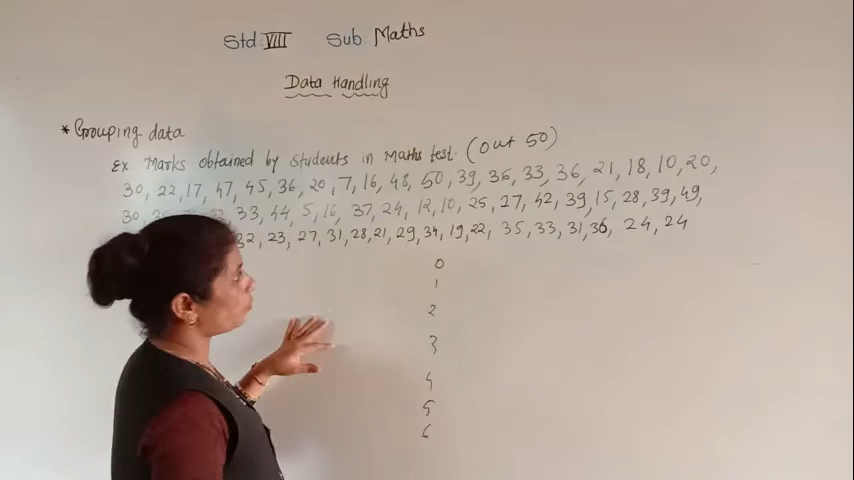 Std VIII Sub: Maths
Data Handling
* Grouping data
Ex. Marks obtained by students in Maths test. (out 50)
30, 22, 17, 47, 45, 36, 20, 7, 16, 48, 50, 39, 36, 33, 36, 21, 18, 10, 20,
30, 33, 44, 5, 16, 37, 24, 12, 10, 26, 27, 42, 39, 15, 28, 39, 49,
32, 23, 27, 31, 28, 21, 29, 34, 19, 22, 35, 33, 31, 36, 24, 24
0
1
2
3
4
5
6